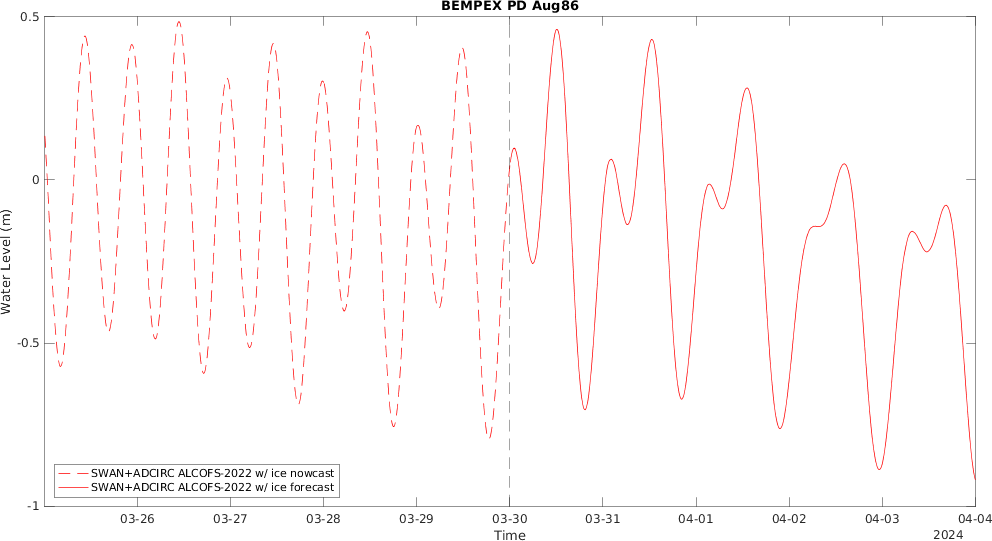 BEMPEX PD Aug86
0.5
0
-0.5
-1
Water Level (m)
SWAN+ADCIRC ALCOFS-2022 w/ ice nowcast
SWAN+ADCIRC ALCOFS-2022 w/ ice forecast
03-26 03-27 03-28 03-29 03-30 03-31 04-01 04-02 04-03 04-04
Time
2024